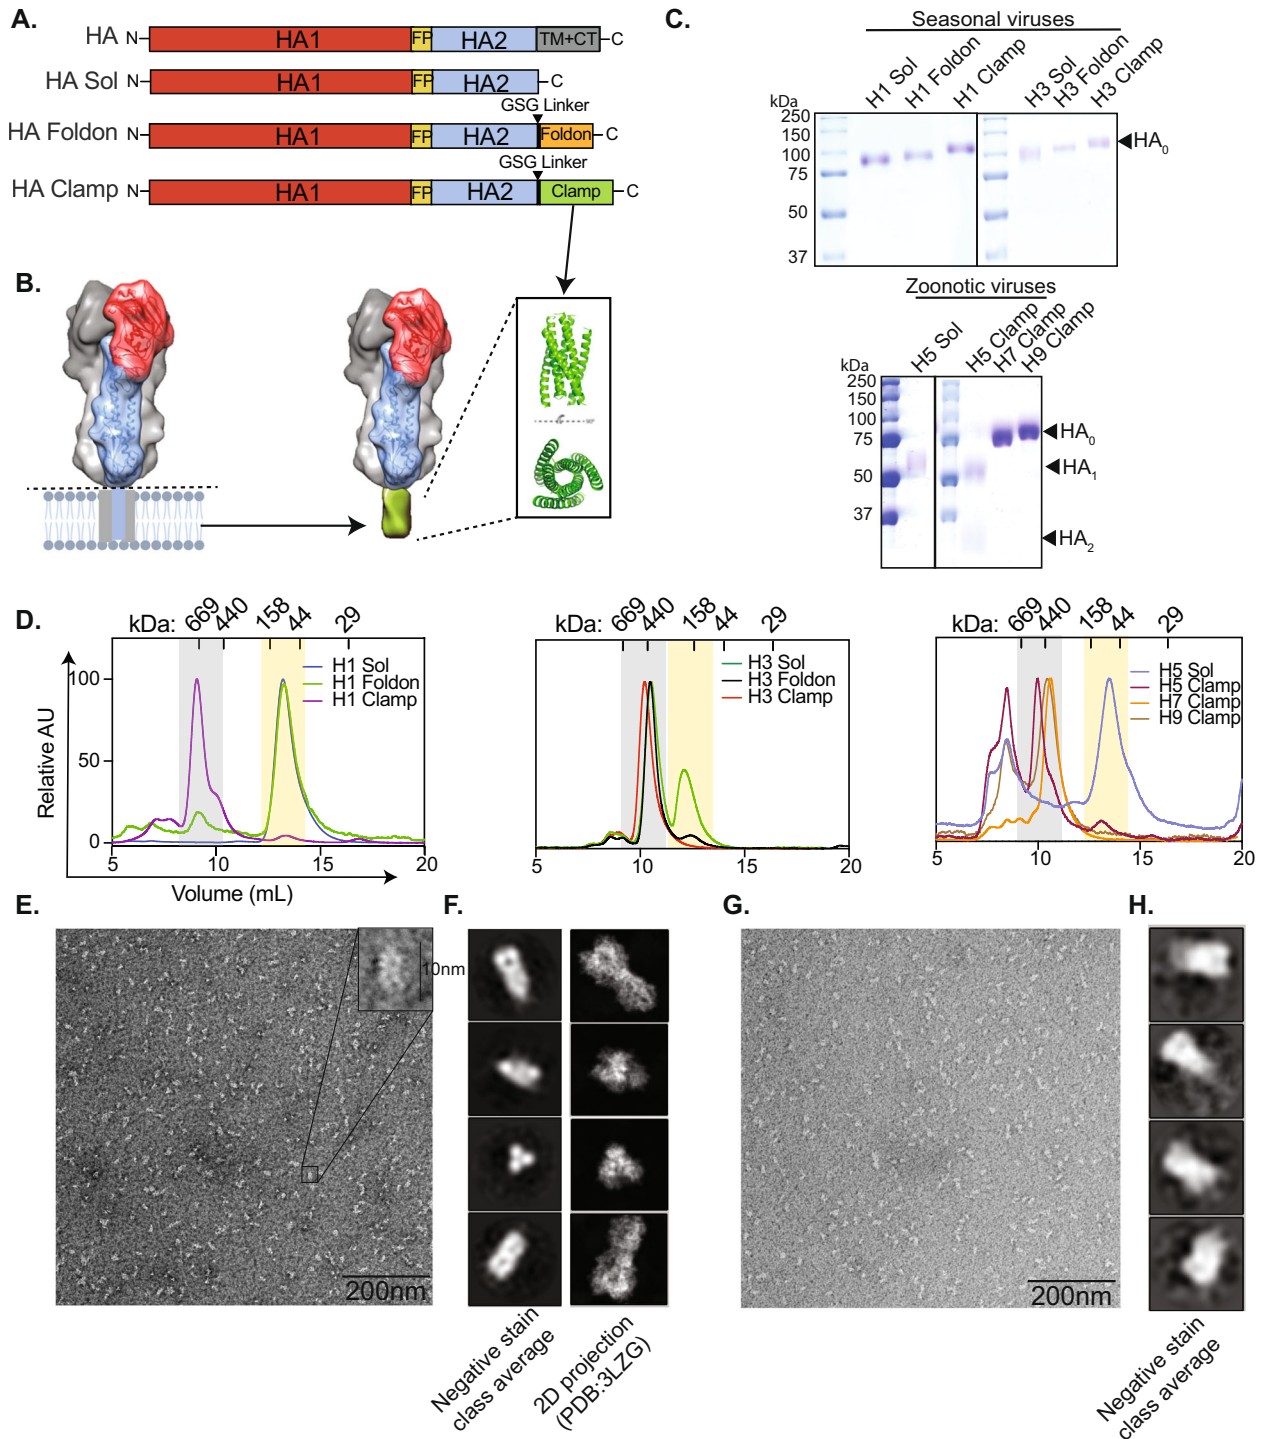 A.
HA N- HA1 FP HA2 TM+CT -C
HA Sol N- HA1 FP HA2 -C
GSG Linker
HA Foldon N- HA1 FP HA2 Foldon -C
GSG Linker
HA Clamp N- HA1 FP HA2 Clamp -C
B.
90°
C.
Seasonal viruses
H1 Sol
H1 Foldon
H1 Clamp
H3 Sol
H3 Foldon
H3 Clamp
kDa
250
150
100
75
50
37
HA0
Zoonotic viruses
H5 Sol
H5 Clamp
H7 Clamp
H9 Clamp
kDa
250
150
100
75
50
37
HA0
HA1
HA2
D.
kDa: 669 440 158 44 29
H1 Sol
H1 Foldon
H1 Clamp
Relative AU
100
50
0
5 10 15 20
Volume (mL)
kDa: 669 440 158 44 29
H3 Sol
H3 Foldon
H3 Clamp
5 10 15 20
kDa: 669 440 158 44 29
H5 Sol
H5 Clamp
H7 Clamp
H9 Clamp
5 10 15 20
E.
10nm
200nm
F.
Negative stain
class average
2D projection
(PDB:3LZG)
G.
200nm
H.
Negative stain
class average